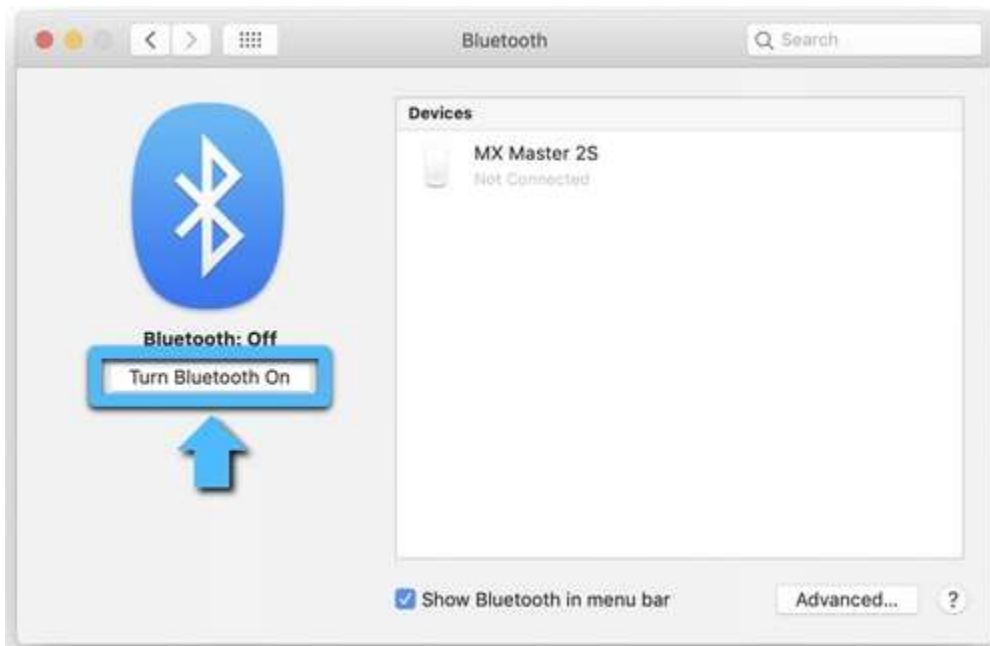 Bluetooth
Search
Devices
MX Master 2S
Not Connected
Bluetooth: Off
Turn Bluetooth On
Show Bluetooth in menu bar
Advanced...
?